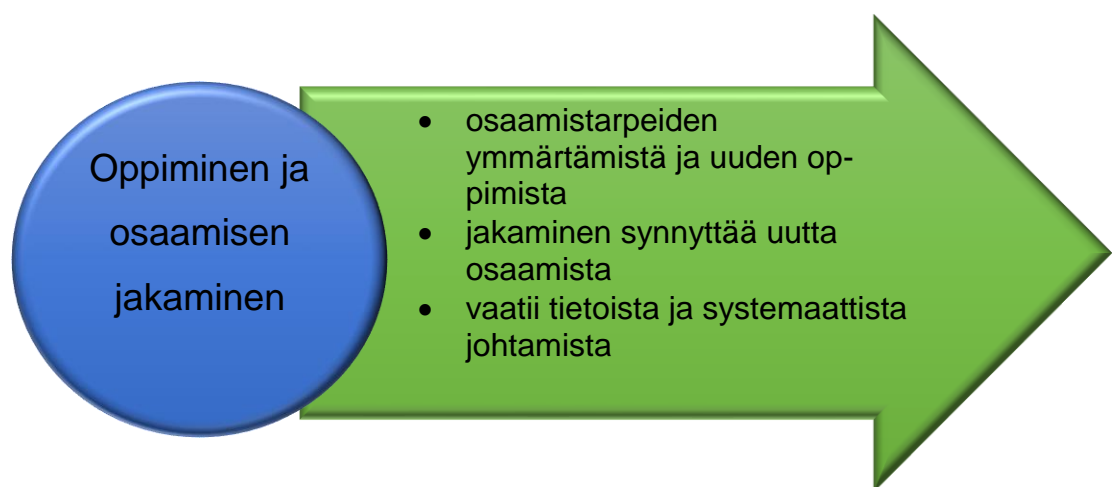 Oppiminen ja
osaamisen
jakaminen
• osaamistarpeiden
ymmärtämistä ja uuden op-
pimista
• jakaminen synnyttää uutta
osaamista
• vaatii tietoista ja systemaattista
johtamista